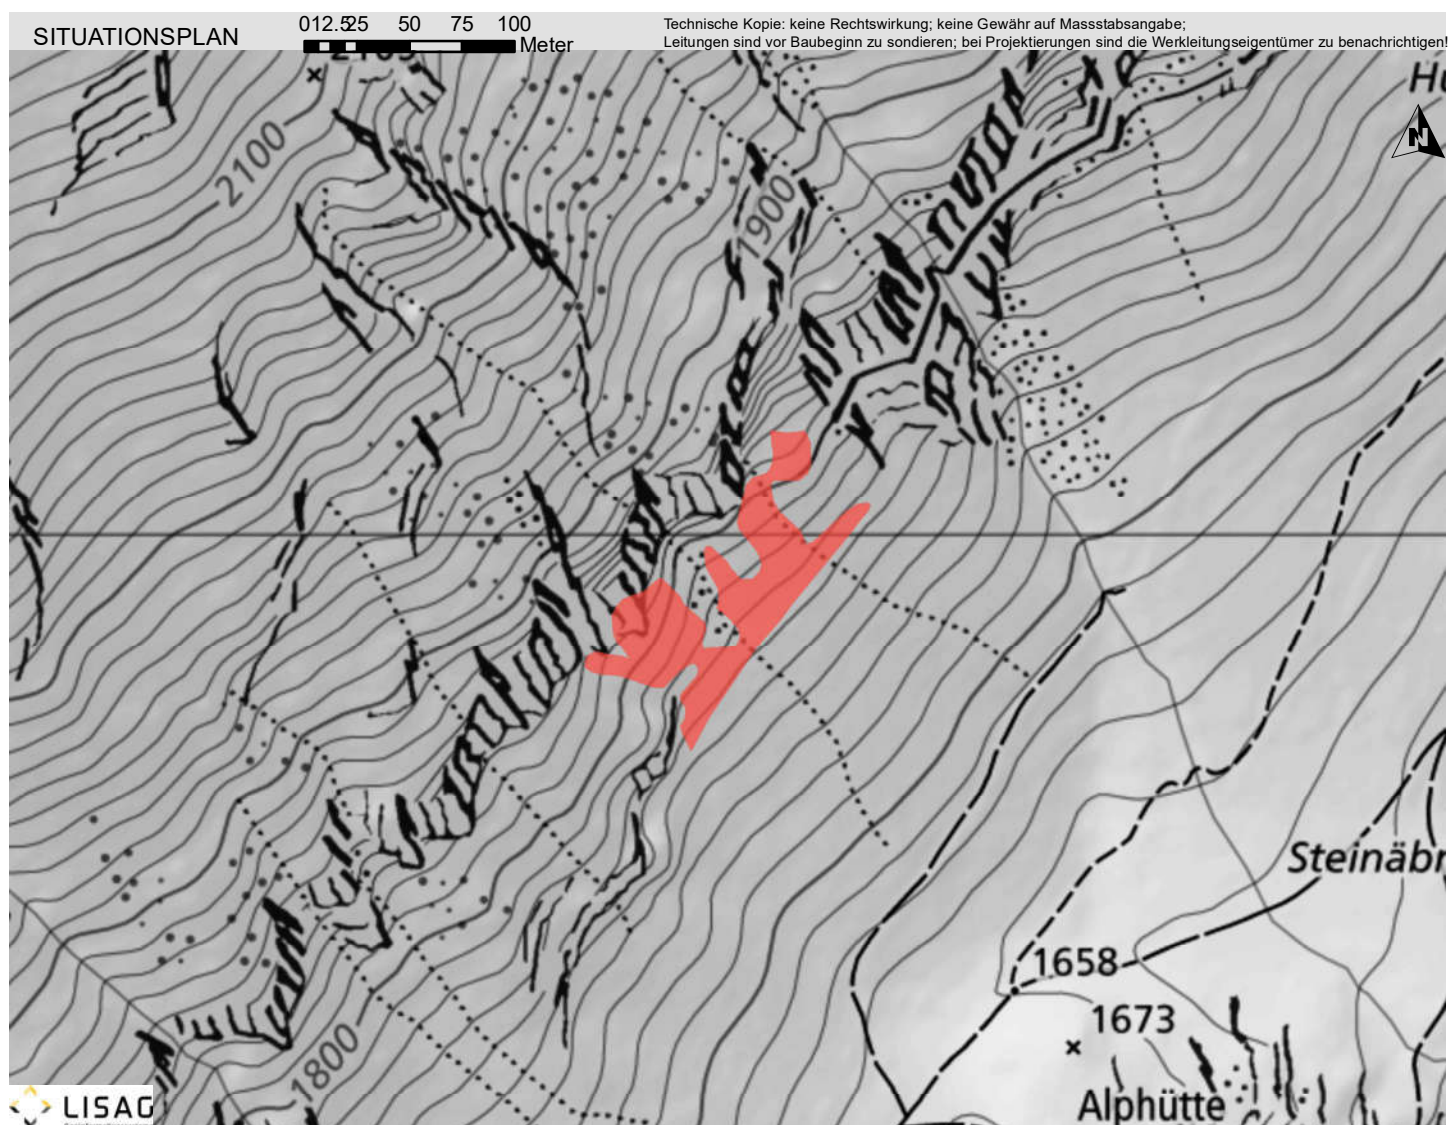 SITUATIONSPLAN
012.525 50 75 100
Meter
Technische Kopie: keine Rechtswirkung; keine Gewähr auf Massstabsangabe;
Leitungen sind vor Baubeginn zu sondieren; bei Projektierungen sind die Werkleitungseigentümer zu benachrichtigen!
N
2100
1900
Steinäbr
1658
1673
1800
Alphütte
LISAG